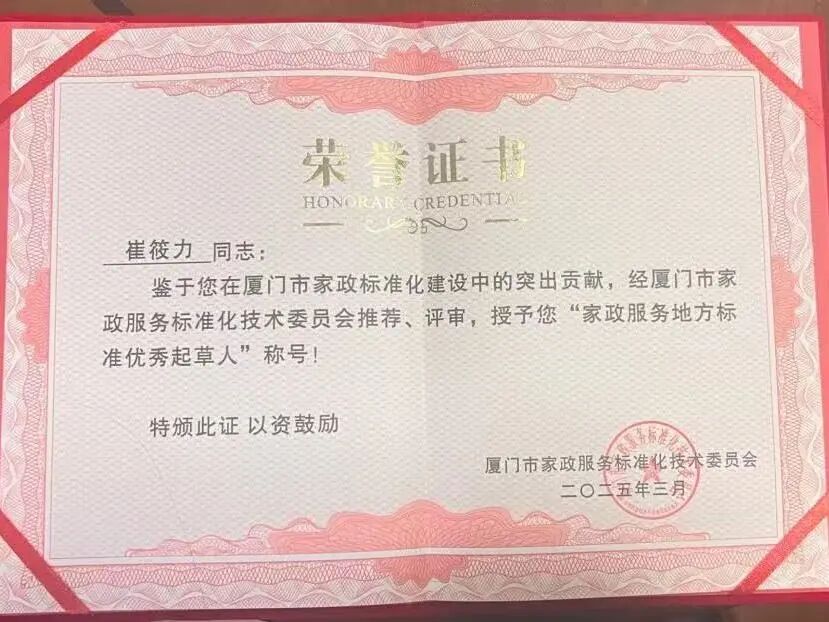 荣誉证书
HONORARY CREDENTIAL
崔筱力 同志：
鉴于您在厦门市家政标准化建设中的突出贡献，经厦门市家
政服务标准化技术委员会推荐、评审，授予您“家政服务地方标
准优秀起草人”称号！
特颁此证 以资鼓励
厦门市家政服务标准化技术委员会
二〇二五年三月